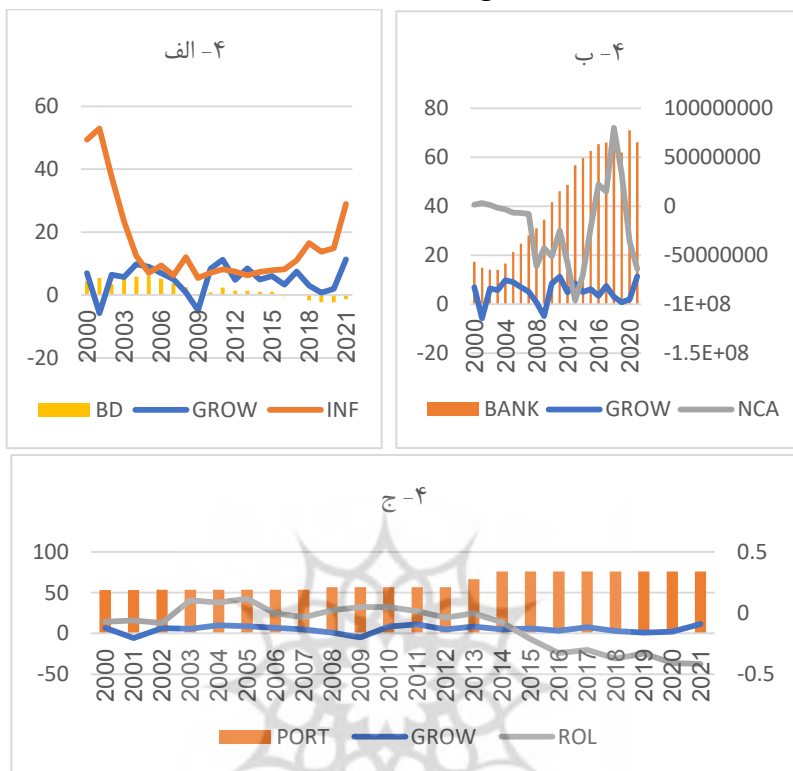 ۴- الف
60
40
20
0
-20
2000 2003 2006 2009 2012 2015 2018 2021
BD GROW INF
۴- ب
80 100000000
60 50000000
40 0
20 -50000000
0 -1E+08
-20 -1.5E+08
2000 2004 2008 2012 2016 2020
BANK GROW NCA
۴- ج
100 0.5
50 0
0
-50 -0.5
2000 2001 2002 2003 2004 2005 2006 2007 2008 2009 2010 2011 2012 2013 2014 2015 2016 2017 2018 2019 2020 2021
PORT GROW ROL